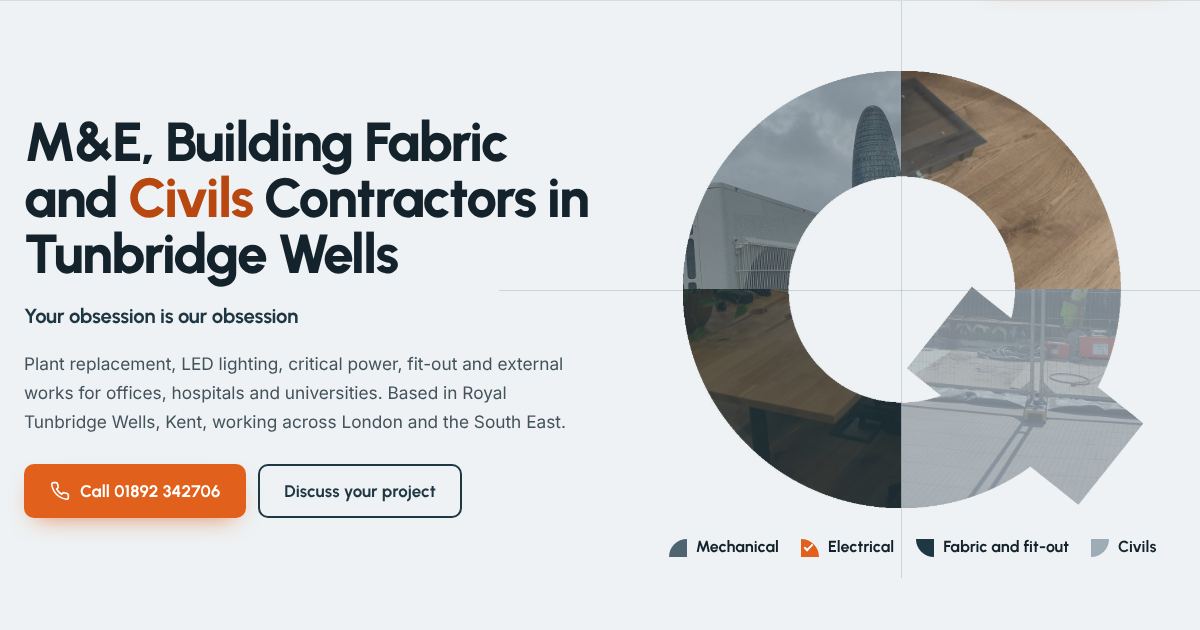 M&E, Building Fabric
and Civils Contractors in
Tunbridge Wells
Your obsession is our obsession
Plant replacement, LED lighting, critical power, fit-out and external
works for offices, hospitals and universities. Based in Royal
Tunbridge Wells, Kent, working across London and the South East.
Call 01892 342706
Discuss your project
Mechanical
Electrical
Fabric and fit-out
Civils